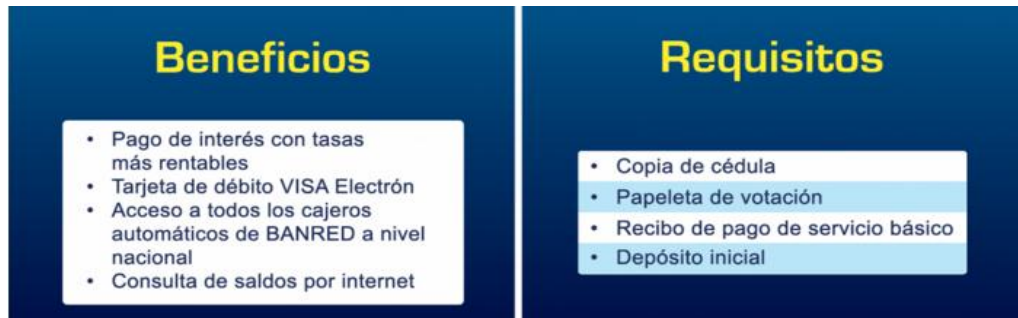 Beneficios
• Pago de interés con tasas
más rentables
• Tarjeta de débito VISA Electrón
• Acceso a todos los cajeros
automáticos de BANRED a nivel
nacional
• Consulta de saldos por internet
Requisitos
• Copia de cédula
• Papeleta de votación
• Recibo de pago de servicio básico
• Depósito inicial